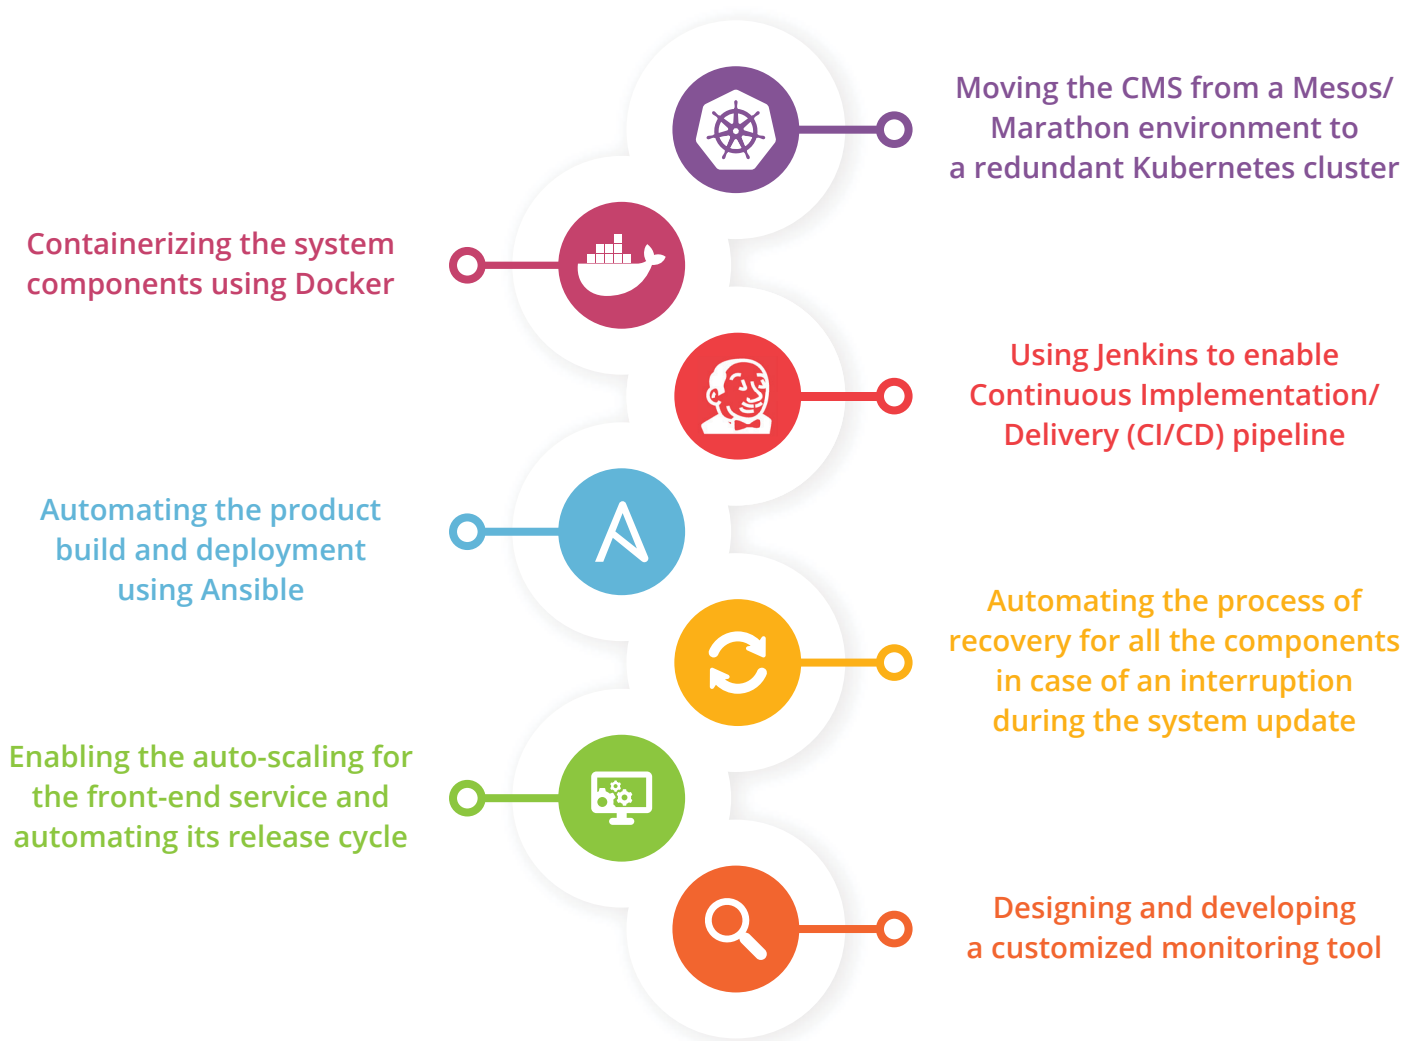 Moving the CMS from a Mesos/
Marathon environment to
a redundant Kubernetes cluster
Containerizing the system
components using Docker
Using Jenkins to enable
Continuous Implementation/
Delivery (CI/CD) pipeline
Automating the product
build and deployment
using Ansible
Automating the process of
recovery for all the components
in case of an interruption
during the system update
Enabling the auto-scaling for
the front-end service and
automating its release cycle
Designing and developing
a customized monitoring tool